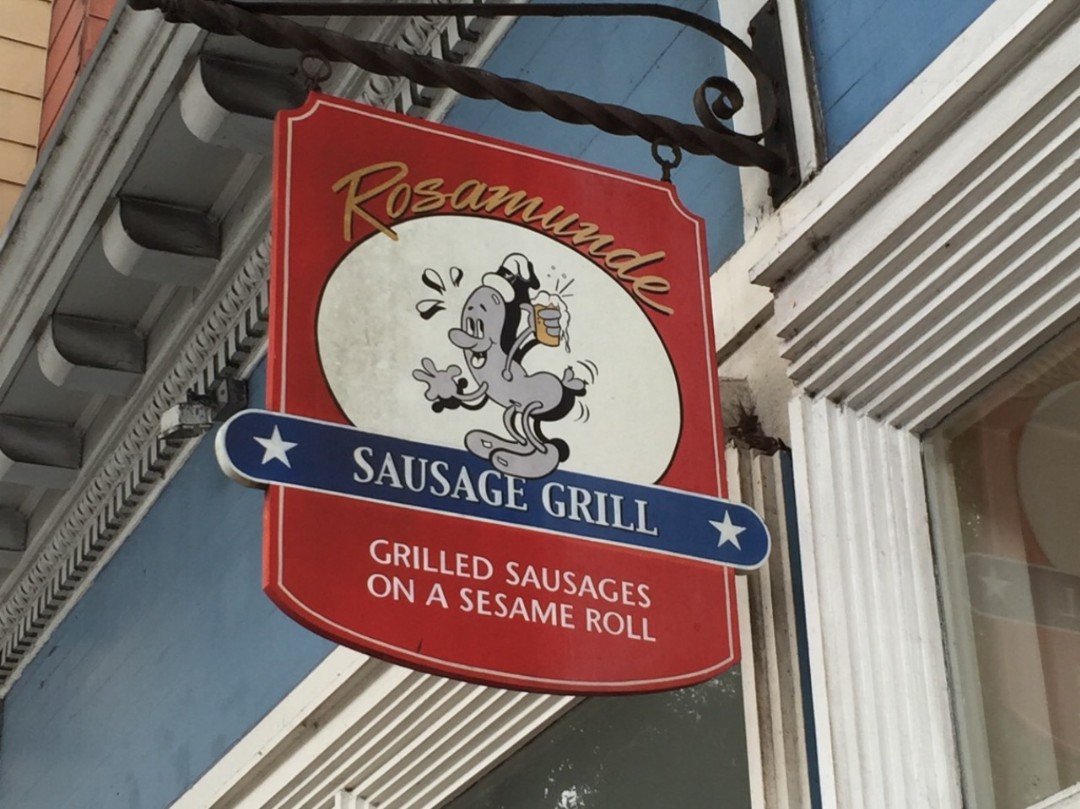 Rosamunde
SAUSAGE GRILL
GRILLED SAUSAGES
ON A SESAME ROLL